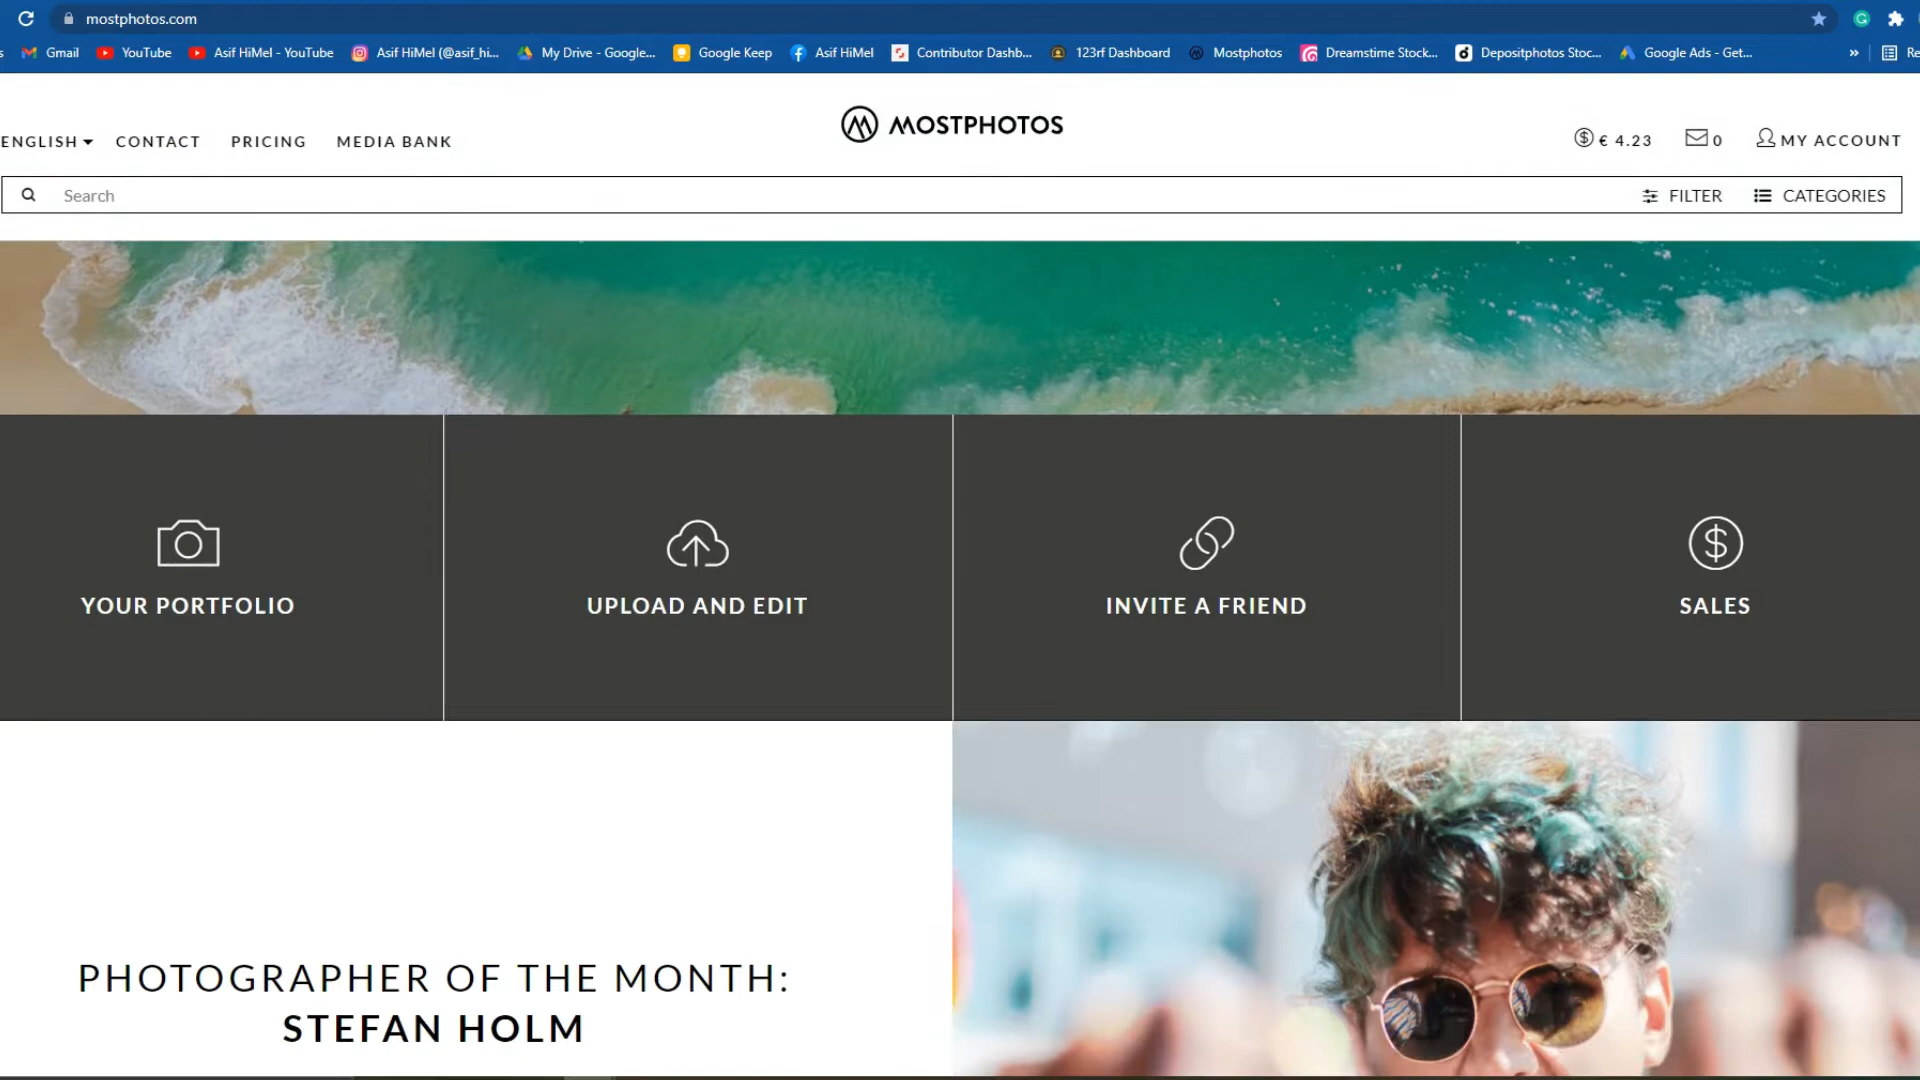 mostphotos.com
s Gmail YouTube Asif HiMel - YouTube Asif HiMel (@asif_hi... My Drive - Google... Google Keep Asif HiMel Contributor Dashb... 123rf Dashboard Mostphotos Dreamstime Stock... Depositphotos Stoc... Google Ads - Get... » Re
MOSTPHOTOS
ENGLISH CONTACT PRICING MEDIA BANK € 4.23 0 MY ACCOUNT
Search FILTER CATEGORIES
YOUR PORTFOLIO UPLOAD AND EDIT INVITE A FRIEND SALES
PHOTOGRAPHER OF THE MONTH:
STEFAN HOLM